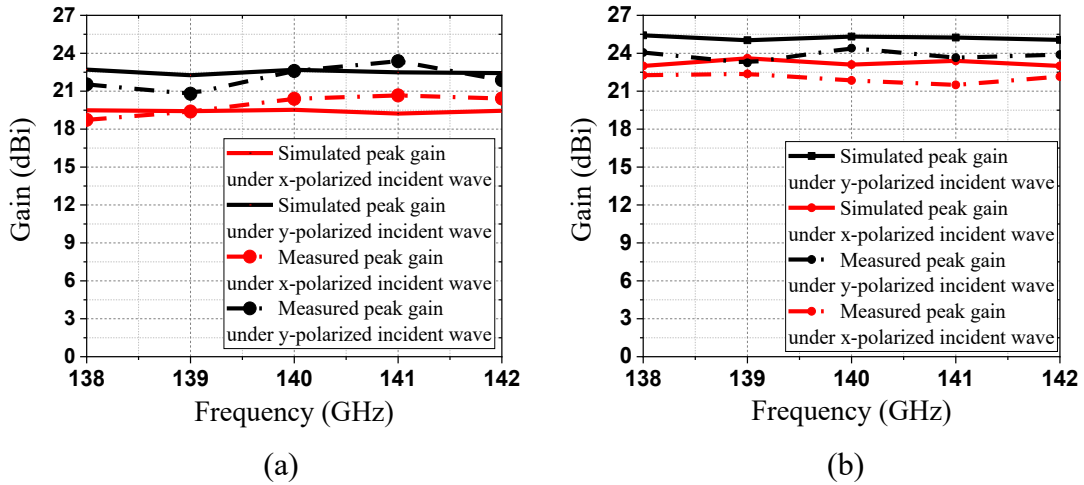 27
24
21
18
15
12
9
6
3
0
Gain (dBi)
Simulated peak gain
under x-polarized incident wave
Simulated peak gain
under y-polarized incident wave
Measured peak gain
under x-polarized incident wave
Measured peak gain
under y-polarized incident wave
138 139 140 141 142
Frequency (GHz)
(a)
27
24
21
18
15
12
9
6
3
0
Gain (dBi)
Simulated peak gain
under y-polarized incident wave
Simulated peak gain
under x-polarized incident wave
Measured peak gain
under y-polarized incident wave
Measured peak gain
under x-polarized incident wave
138 139 140 141 142
Frequency (GHz)
(b)